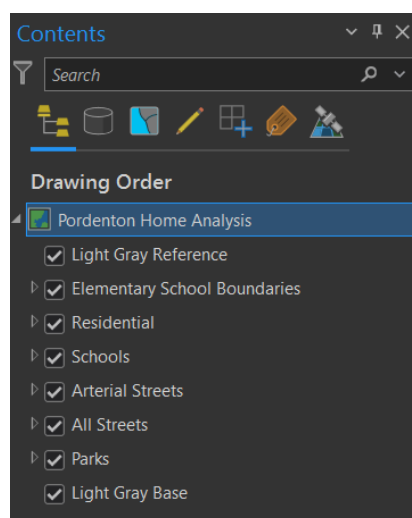 Contents
Search
Drawing Order
Pordenton Home Analysis
Light Gray Reference
Elementary School Boundaries
Residential
Schools
Arterial Streets
All Streets
Parks
Light Gray Base